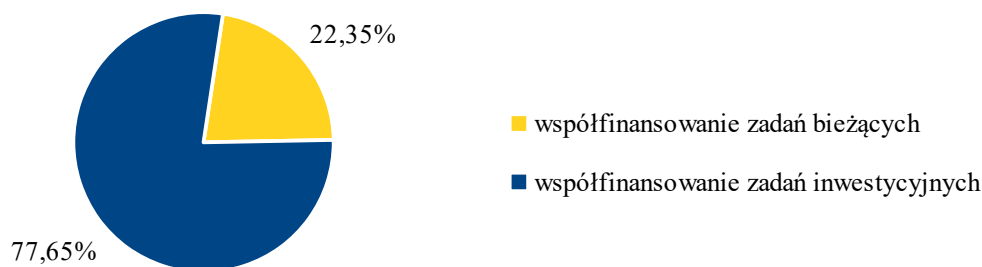 22,35%
współfinansowanie zadań bieżących
współfinansowanie zadań inwestycyjnych
77,65%